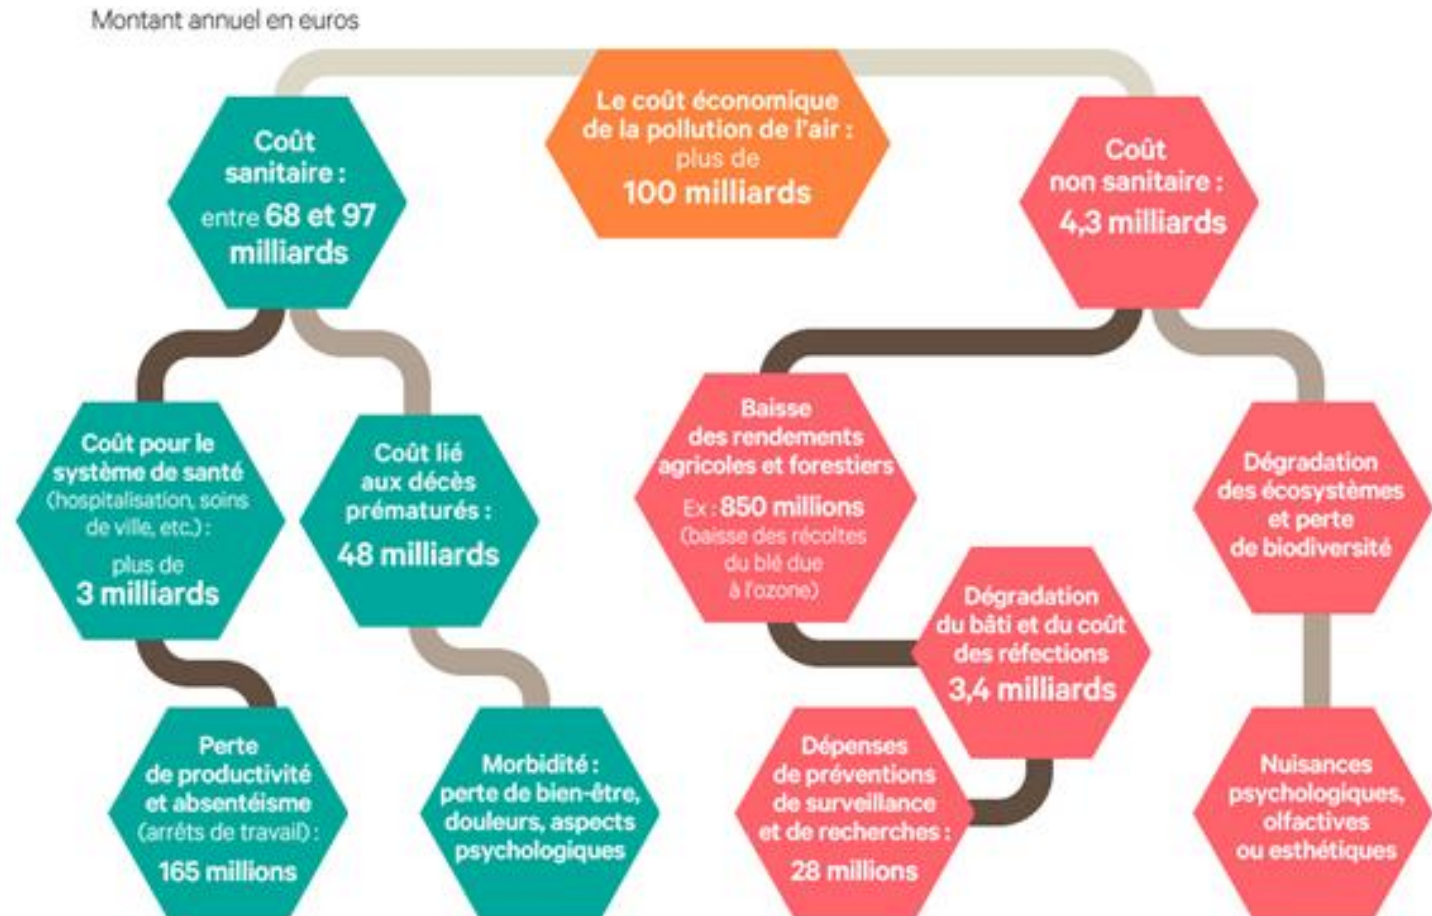 Montant annuel en euros
Le coût économique
de la pollution de l'air :
plus de
100 milliards
Coût
sanitaire :
entre 68 et 97
milliards
Coût
non sanitaire :
4,3 milliards
Coût pour le
système de santé
(hospitalisation, soins
de ville, etc.) :
plus de
3 milliards
Coût lié
aux décès
prématurés :
48 milliards
Baisse
des rendements
agricoles et forestiers
Ex : 850 millions
(baisse des récoltes
du blé due
à l'ozone)
Dégradation
des écosystèmes
et perte
de biodiversité
Dégradation
du bâti et du coût
des réfections
3,4 milliards
Perte
de productivité
et absentéisme
(arrêts de travail) :
165 millions
Morbidité :
perte de bien-être,
douleurs, aspects
psychologiques
Dépenses
de préventions
de surveillance
et de recherches :
28 millions
Nuisances
psychologiques,
olfactives
ou esthétiques